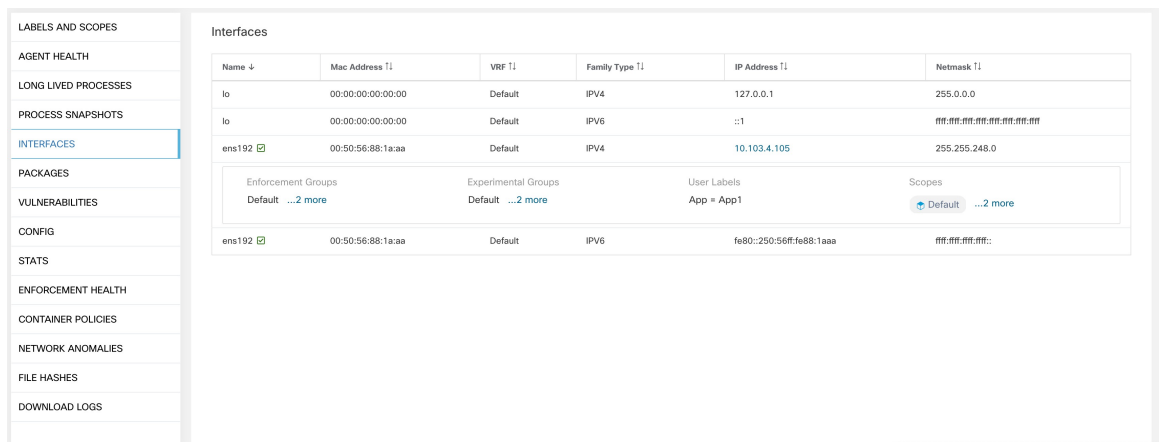 LABELS AND SCOPES
AGENT HEALTH
LONG LIVED PROCESSES
PROCESS SNAPSHOTS
INTERFACES
PACKAGES
VULNERABILITIES
CONFIG
STATS
ENFORCEMENT HEALTH
CONTAINER POLICIES
NETWORK ANOMALIES
FILE HASHES
DOWNLOAD LOGS
Interfaces
Name ↓ Mac Address ↑↓ VRF ↑↓ Family Type ↑↓ IP Address ↑↓ Netmask ↑↓
lo 00:00:00:00:00:00 Default IPV4 127.0.0.1 255.0.0.0
lo 00:00:00:00:00:00 Default IPV6 ::1 ffff:ffff:ffff:ffff:ffff:ffff:ffff:ffff
ens192 00:50:56:88:1a:aa Default IPV4 10.103.4.105 255.255.248.0
Enforcement Groups Experimental Groups User Labels Scopes
Default ...2 more Default ...2 more App = App1 Default ...2 more
ens192 00:50:56:88:1a:aa Default IPV6 fe80::250:56ff:fe88:1aaa ffff:ffff:ffff:ffff::